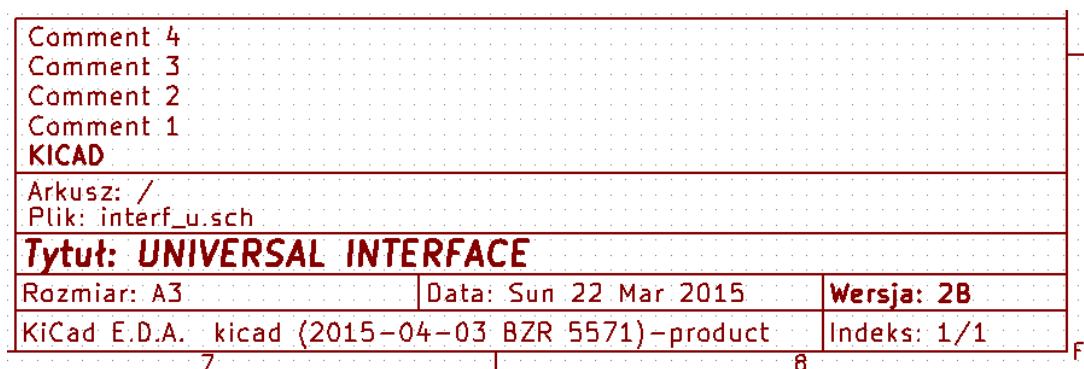 Comment 4
Comment 3
Comment 2
Comment 1
KICAD
Arkusz: /
Plik: interf_u.sch
Tytuł: UNIVERSAL INTERFACE
Rozmiar: A3 Data: Sun 22 Mar 2015 Wersja: 2B
KiCad E.D.A. kicad (2015-04-03 BZR 5571)-product Indeks: 1/1
7 8 F